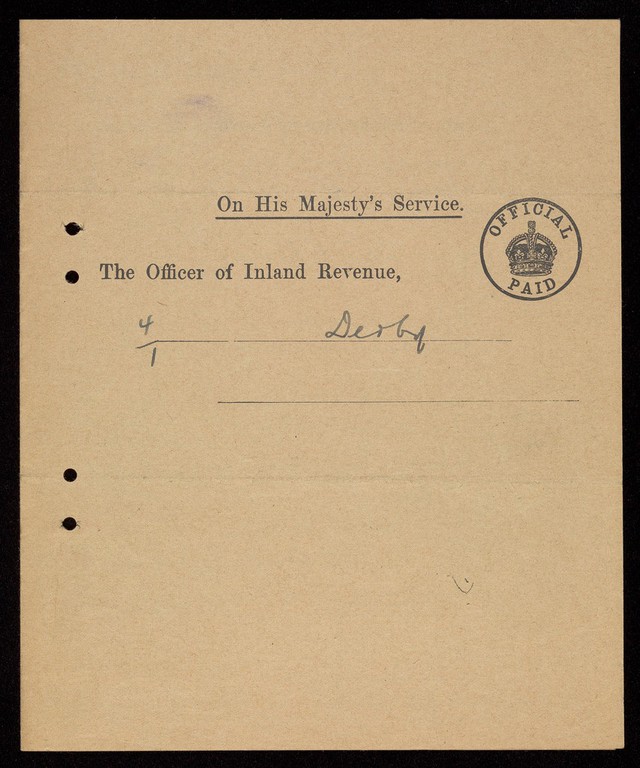 On His Majesty's Service.
OFFICIAL
PAID
The Officer of Inland Revenue,
4/1 Derby